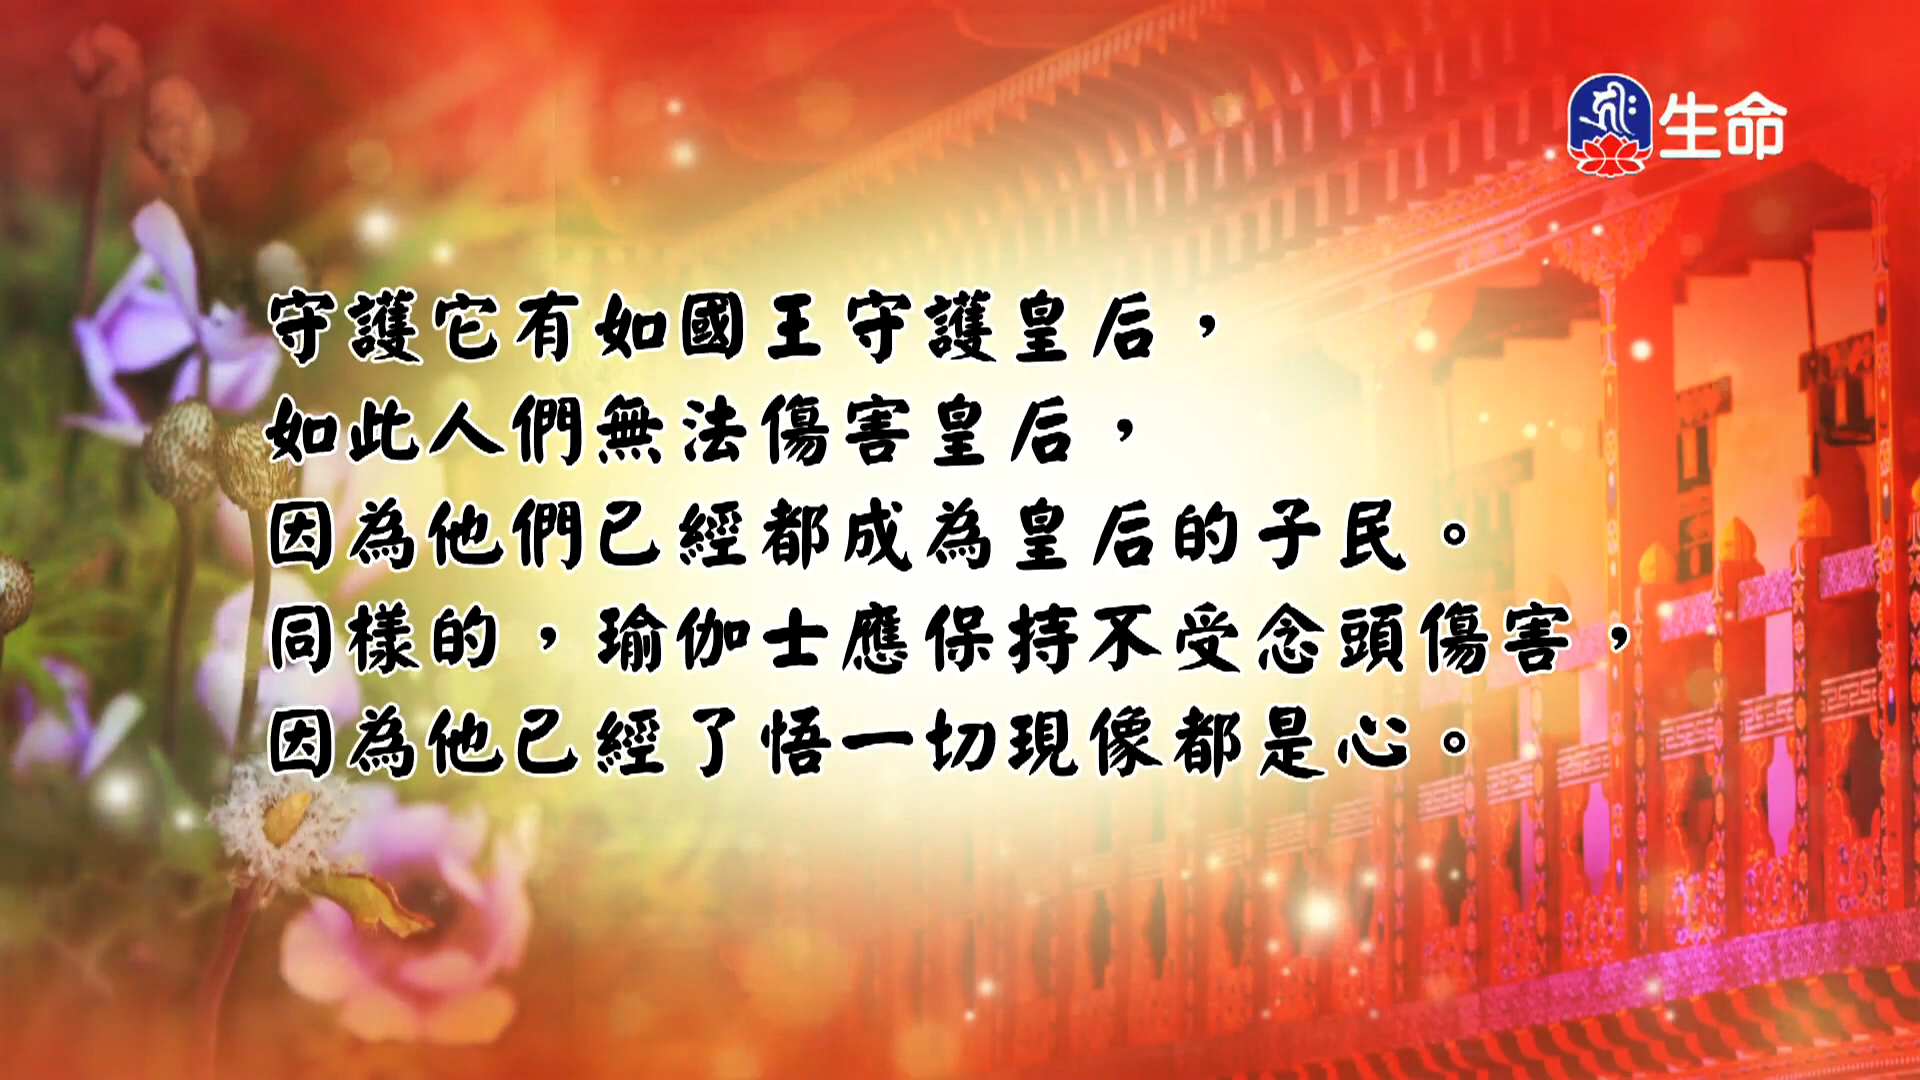 生命
守護它有如國王守護皇后，
如此人們無法傷害皇后，
因為他們已經都成為皇后的子民。
同樣的，瑜伽士應保持不受念頭傷害，
因為他已經了悟一切現像都是心。